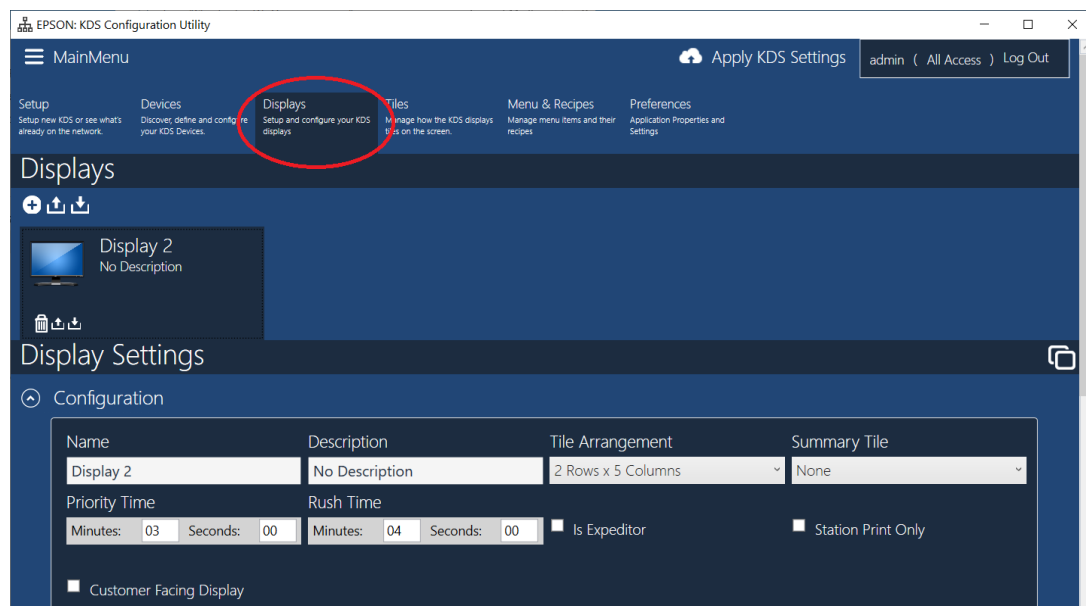 EPSON: KDS Configuration Utility
MainMenu
Apply KDS Settings
admin ( All Access ) Log Out
Setup
Setup new KDS or see what's
already on the network.
Devices
Discover, define and configure
your KDS Devices.
Displays
Setup and configure your KDS
displays
Tiles
Manage how the KDS displays
tiles on the screen.
Menu & Recipes
Manage menu items and their
recipes
Preferences
Application Properties and
Settings
Displays
Display 2
No Description
Display Settings
Configuration
Name
Display 2
Description
No Description
Tile Arrangement
2 Rows x 5 Columns
Summary Tile
None
Priority Time
Minutes: 03 Seconds: 00
Rush Time
Minutes: 04 Seconds: 00
Is Expeditor
Station Print Only
Customer Facing Display